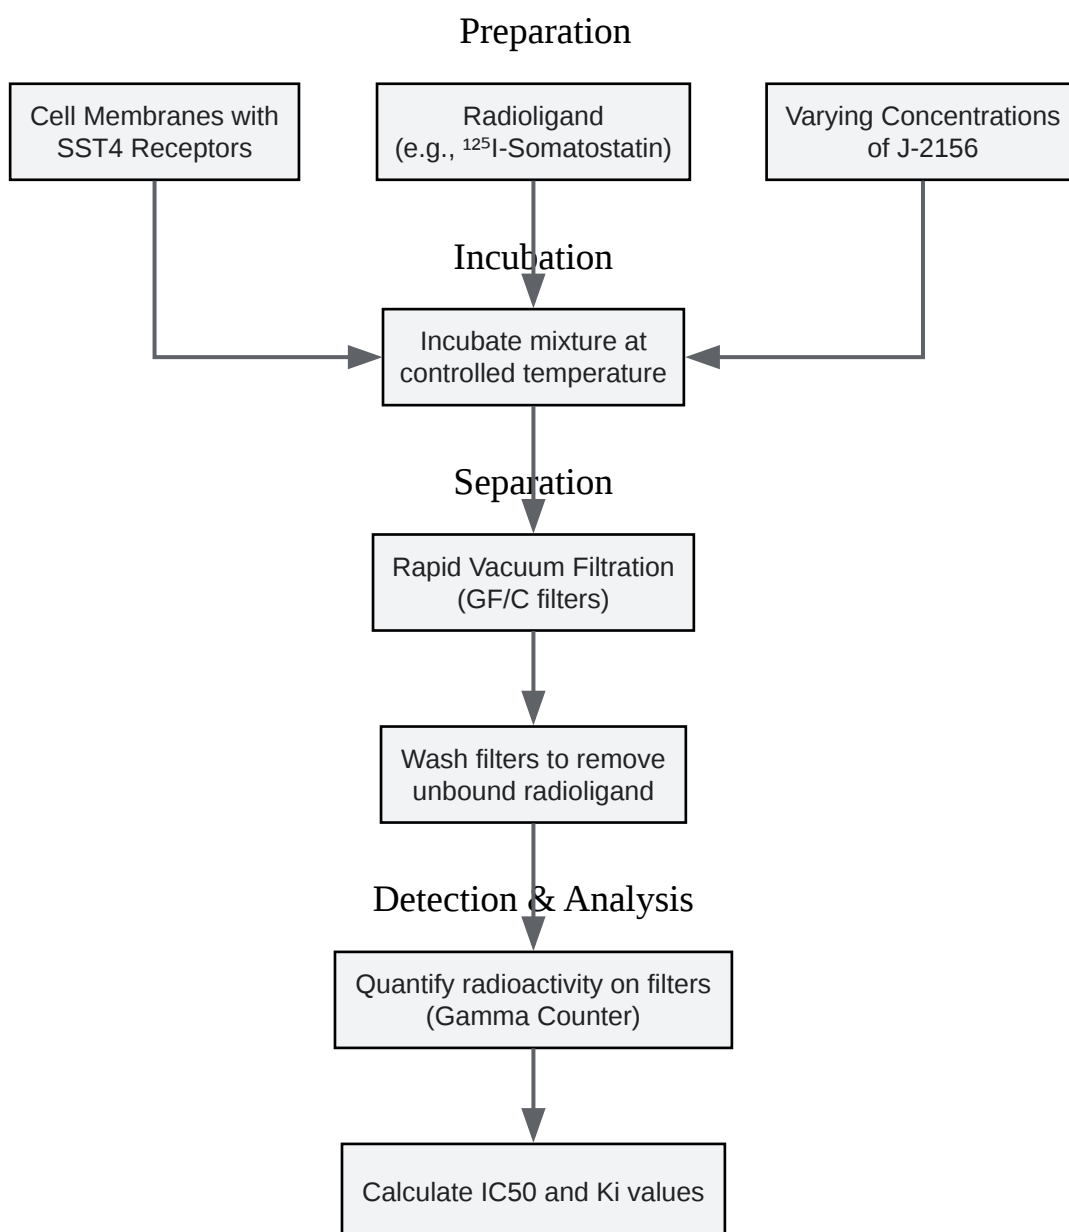 Preparation
Cell Membranes with
SST4 Receptors
Radioligand
(e.g., ¹²⁵I-Somatostatin)
Varying Concentrations
of J-2156
Incubation
Incubate mixture at
controlled temperature
Separation
Rapid Vacuum Filtration
(GF/C filters)
Wash filters to remove
unbound radioligand
Detection & Analysis
Quantify radioactivity on filters
(Gamma Counter)
Calculate IC50 and Ki values